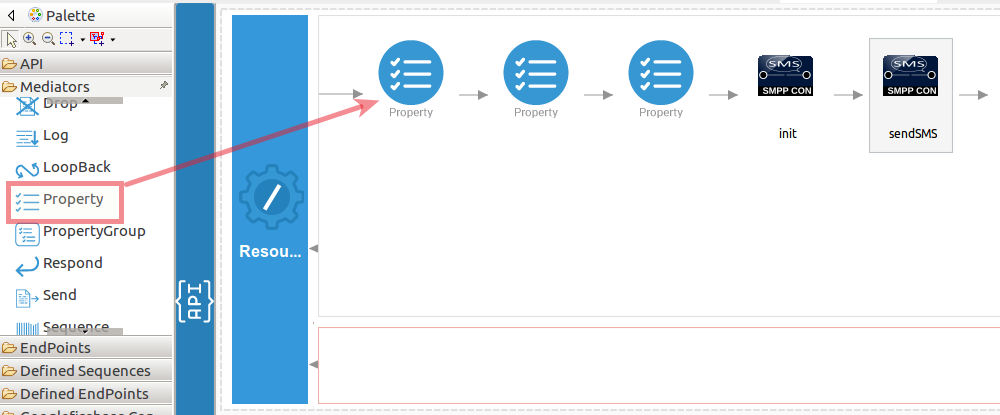 Palette
API
Mediators
Drop
Log
LoopBack
Property
PropertyGroup
Respond
Send
Sequence
EndPoints
Defined Sequences
Defined EndPoints
{API}
Resou...
Property
Property
Property
SMS
SMPP CON
init
SMS
SMPP CON
sendSMS